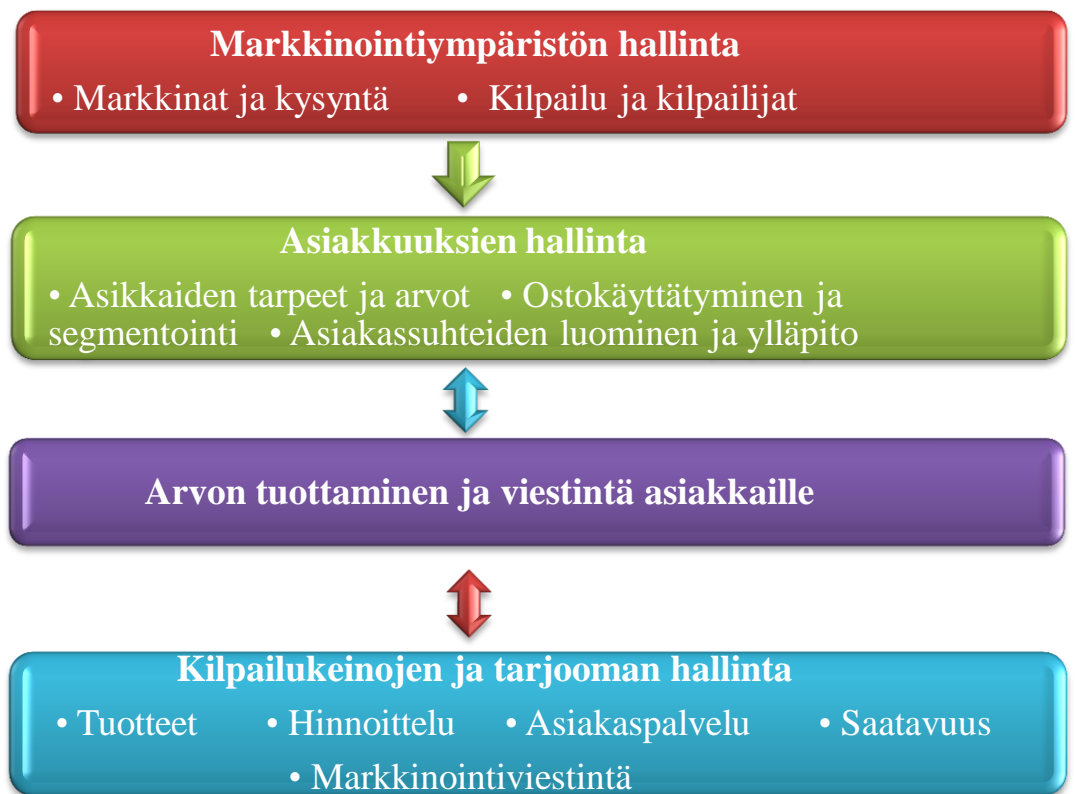 Markkinointiympäristön hallinta
• Markkinat ja kysyntä • Kilpailu ja kilpailijat
Asiakkuuksien hallinta
• Asikkaiden tarpeet ja arvot • Ostokäyttätyminen ja
segmentointi • Asiakassuhteiden luominen ja ylläpito
Arvon tuottaminen ja viestintä asiakkaille
Kilpailukeinojen ja tarjooman hallinta
• Tuotteet • Hinnoittelu • Asiakaspalvelu • Saatavuus
• Markkinointiviestintä